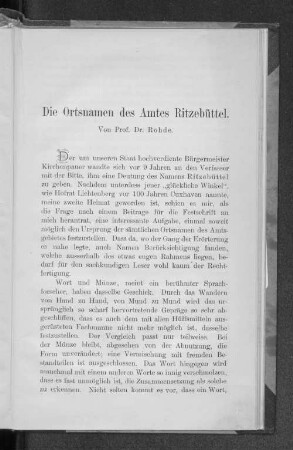 Die Ortsnamen des Amtes Ritzebüttel.
Von Prof. Dr. Rohde.
Der um unseren Staat hochverdiente Bürgermeister
Kirchenpauer wandte sich vor 9 Jahren an den Verfasser
mit der Bitte, ihm eine Deutung des Namens Ritzebüttel
zu geben. Nachdem unterdess jener „glückliche Winkel“,
wie Helrat Lichtenberg vor 100 Jahren Cuxhaven nannte,
meine zweite Heimat geworden ist, schien es mir, als
die Frage nach einem Beitrage für die Festschrift an
mich herantrat, eine interessante Aufgabe, einmal soweit
möglich den Ursprung der sämtlichen Ortsnamen des Amts-
gebietes festzustellen. Dass da, wo der Gang der Erörterung
es nahe legte, auch Namen Berücksichtigung fanden,
welche ausserhalb des etwas engen Rahmens liegen, be-
darf für den sachkundigen Leser wohl kaum der Recht-
fertigung.
Wort und Münze, meint ein berühmter Sprach-
forscher, haben dasselbe Geschick. Durch das Wandern
von Hand zu Hand, von Mund zu Mund wird das ur-
sprünglich so scharf hervortretende Gepräge so sehr ab-
geschliffen, dass es auch dem mit allen Hülfsmitteln aus-
gerüsteten Fachmanne nicht mehr möglich ist, dasselbe
festzustellen. Der Vergleich passt nur teilweise. Bei
der Münze bleibt, abgesehen von der Abnutzung, die
Form unverändert; eine Vermischung mit fremden Be-
standteilen ist ausgeschlossen. Das Wort hingegen wird
manchmal mit einem anderen Worte so innig verschmolzen,
dass es fast unmöglich ist, die Zusammensetzung als solche
zu erkennen. Nicht selten kommt es vor, dass ein Wort,